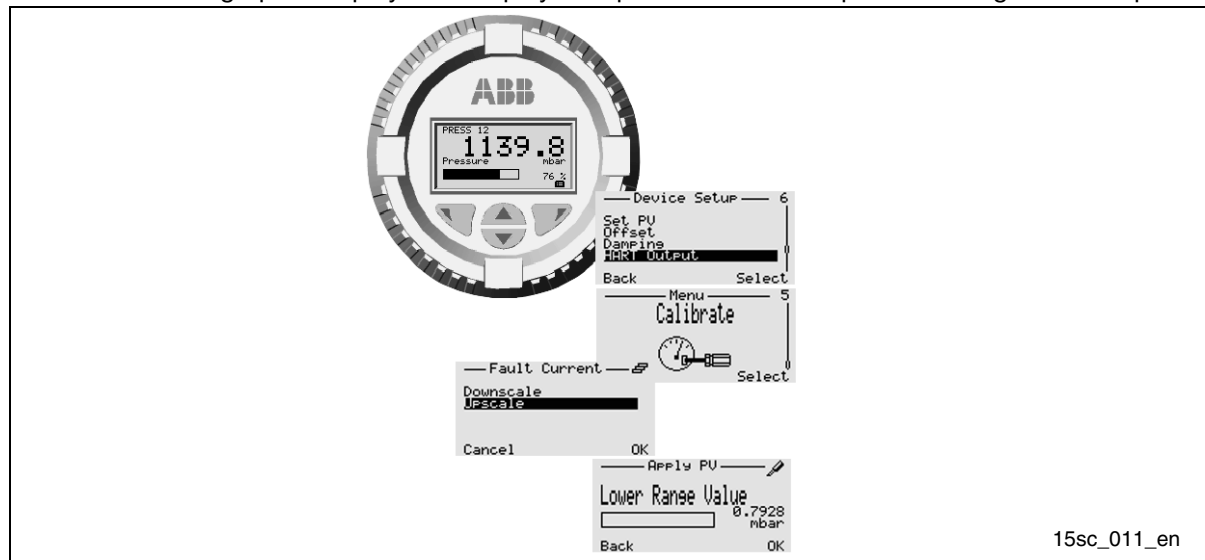 ABB
PRESS 12
1139.8
Pressure mbar
76 %
Device Setup 6
Set PV
Offset
Damping
HART Output
Back Select
Menu 5
Calibrate
Select
Fault Current
Downscale
Upscale
Cancel OK
Apply PV
Lower Range Value
0.7928
mbar
Back OK
15sc_011_en